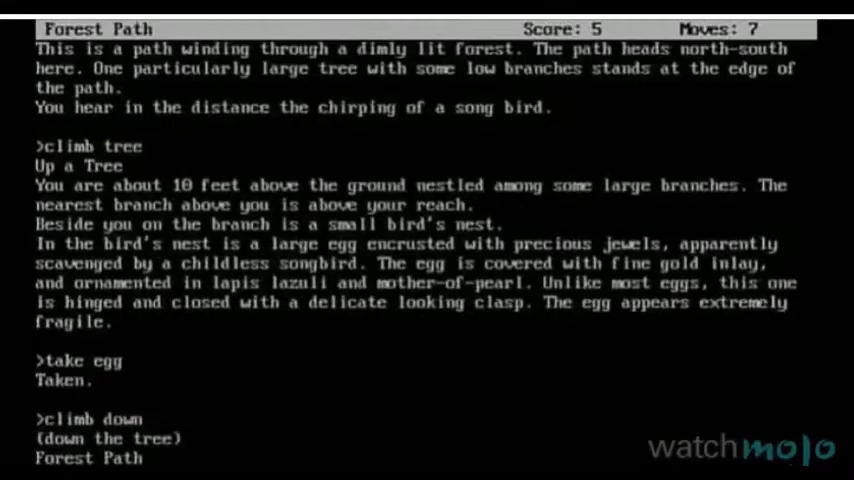 Forest Path Score: 5 Moves: 7
This is a path winding through a dimly lit forest. The path heads north-south
here. One particularly large tree with some low branches stands at the edge of
the path.
You hear in the distance the chirping of a song bird.
>climb tree
Up a Tree
You are about 10 feet above the ground nestled among some large branches. The
nearest branch above you is above your reach.
Beside you on the branch is a small bird's nest.
In the bird's nest is a large egg encrusted with precious jewels, apparently
scavenged by a childless songbird. The egg is covered with fine gold inlay,
and ornamented in lapis lazuli and mother-of-pearl. Unlike most eggs, this one
is hinged and closed with a delicate looking clasp. The egg appears extremely
fragile.
>take egg
Taken.
>climb down
(down the tree)
Forest Path
watchmojo